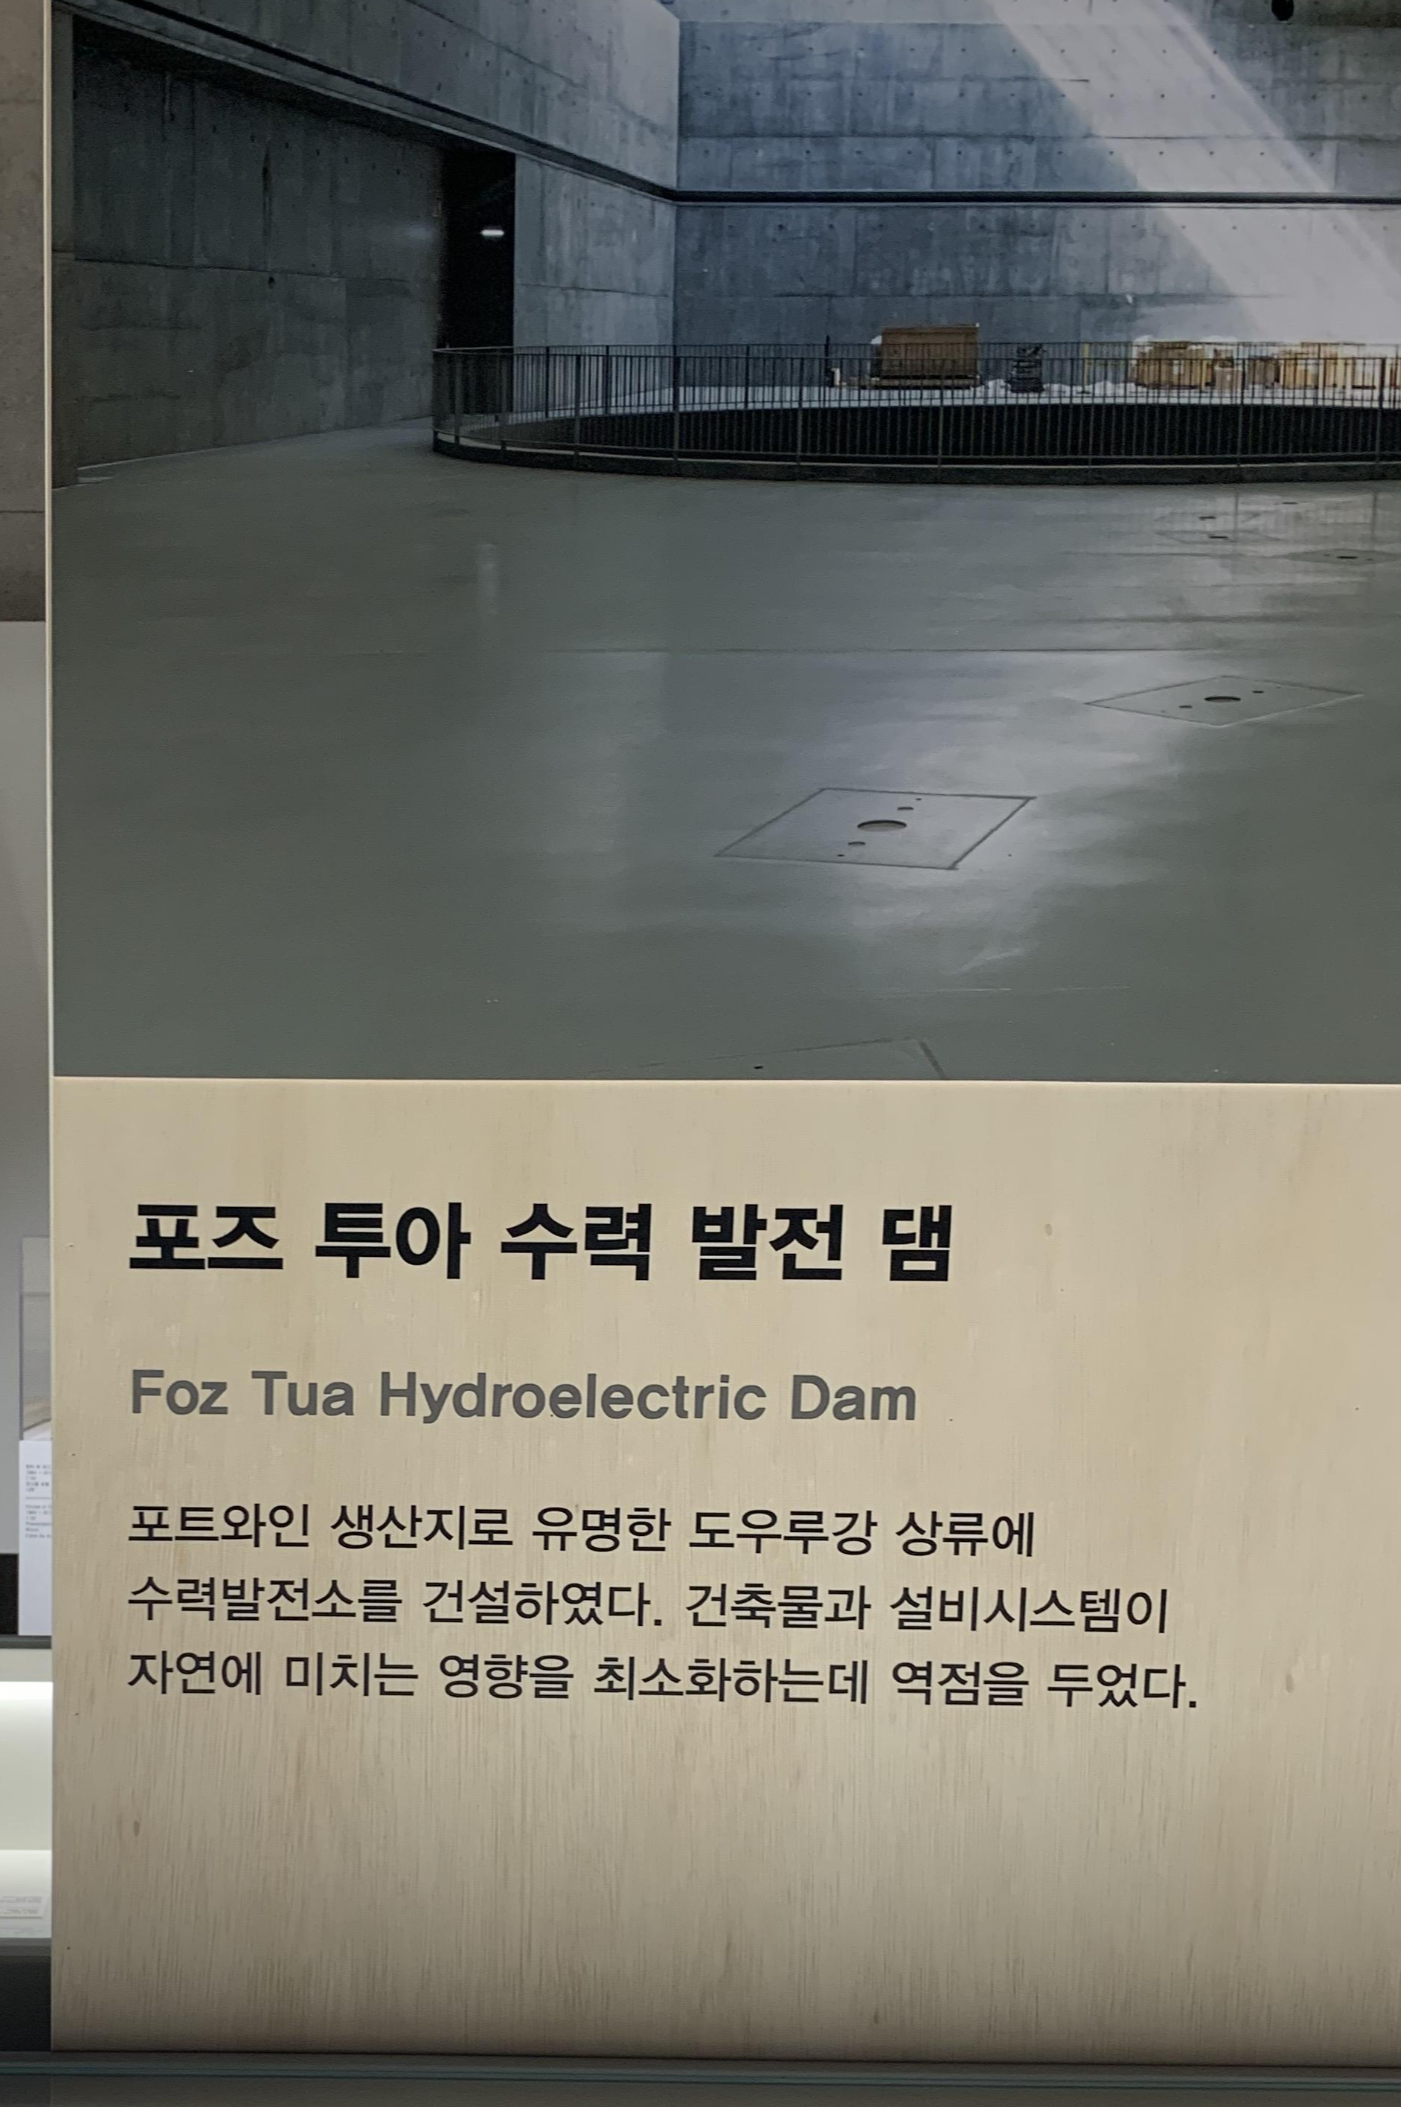 포즈 투아 수력 발전 댐
Foz Tua Hydroelectric Dam
포트와인 생산지로 유명한 도우루강 상류에
수력발전소를 건설하였다. 건축물과 설비시스템이
자연에 미치는 영향을 최소화하는데 역점을 두었다.